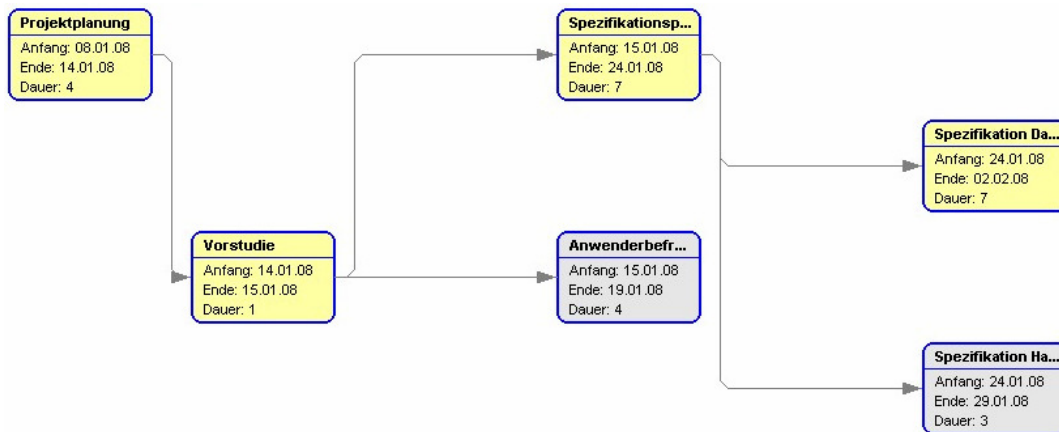 Projektplanung
Anfang: 08.01.08
Ende: 14.01.08
Dauer: 4
Vorstudie
Anfang: 14.01.08
Ende: 15.01.08
Dauer: 1
Spezifikationsp...
Anfang: 15.01.08
Ende: 24.01.08
Dauer: 7
Anwenderbefr...
Anfang: 15.01.08
Ende: 19.01.08
Dauer: 4
Spezifikation Da...
Anfang: 24.01.08
Ende: 02.02.08
Dauer: 7
Spezifikation Ha...
Anfang: 24.01.08
Ende: 29.01.08
Dauer: 3